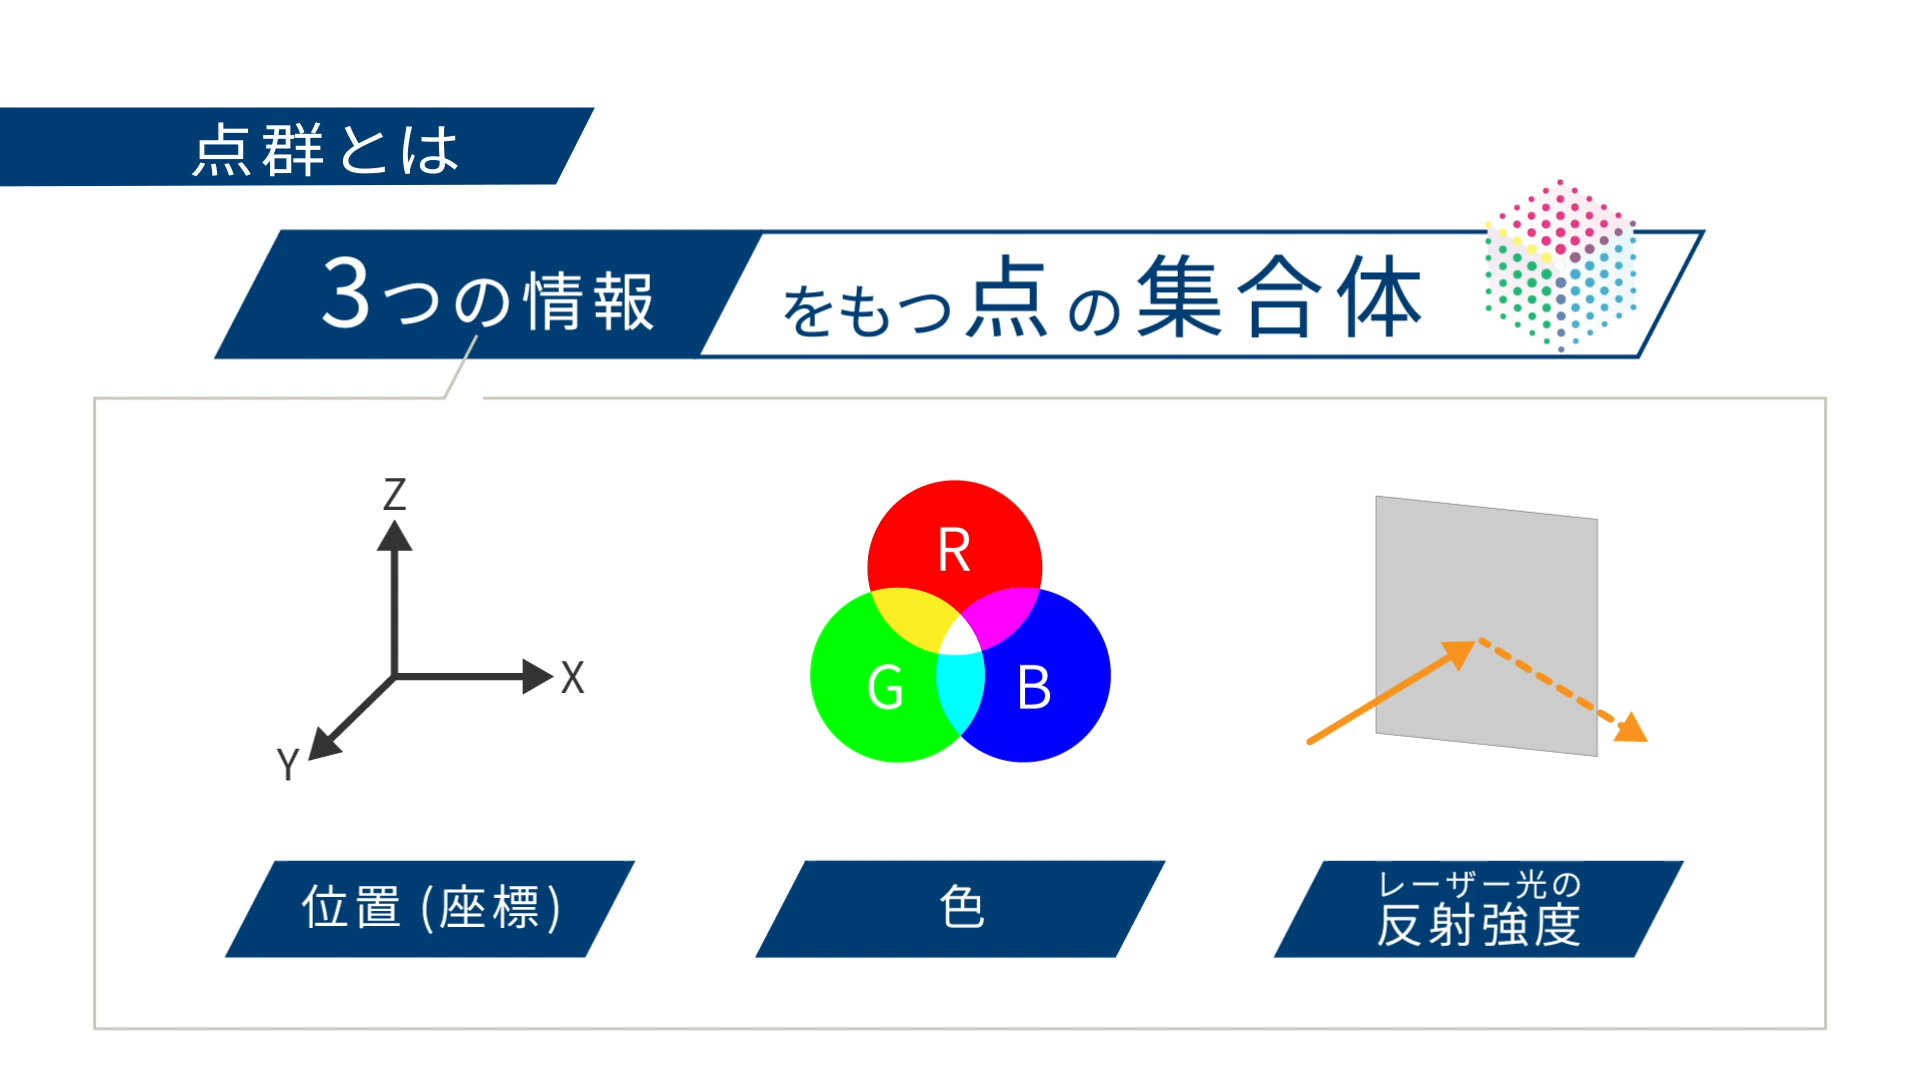 点群とは
3つの情報をもつ点の集合体
Z
X
Y
R
G
B
位置(座標)
色
レーザー光の
反射強度